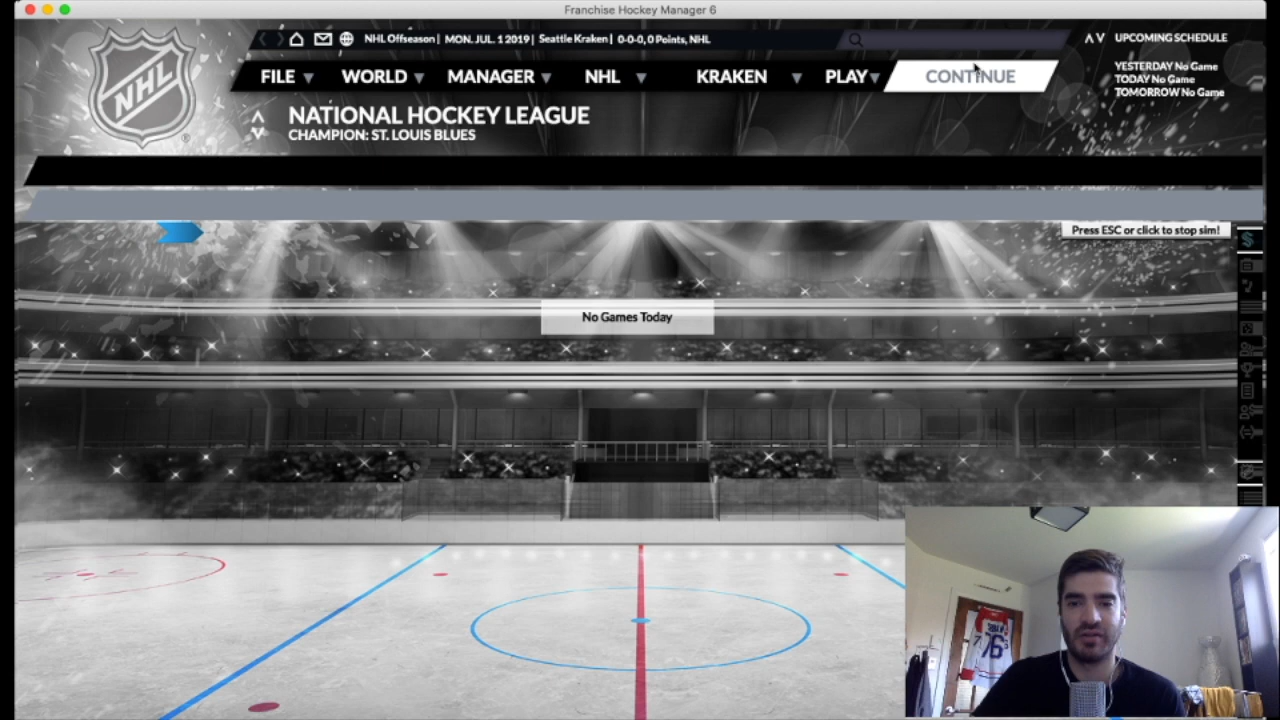 Franchise Hockey Manager 6
NHL Offseason | MON. JUL. 1 2019 | Seattle Kraken | 0-0-0, 0 Points, NHL
UPCOMING SCHEDULE
FILE WORLD MANAGER NHL KRAKEN PLAY CONTINUE
YESTERDAY No Game
TODAY No Game
TOMORROW No Game
NHL
NATIONAL HOCKEY LEAGUE
CHAMPION: ST. LOUIS BLUES
Press ESC or click to stop sim!
$
No Games Today
76